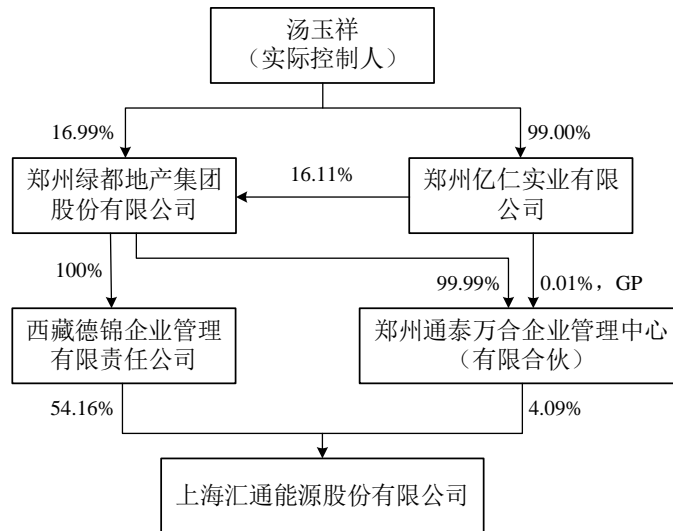 汤玉祥
（实际控制人）
16.99%
99.00%
郑州绿都地产集团
股份有限公司
16.11%
郑州亿仁实业有限
公司
100%
99.99%
0.01%，GP
西藏德锦企业管理
有限责任公司
郑州通泰万合企业管理中心
（有限合伙）
54.16%
4.09%
上海汇通能源股份有限公司